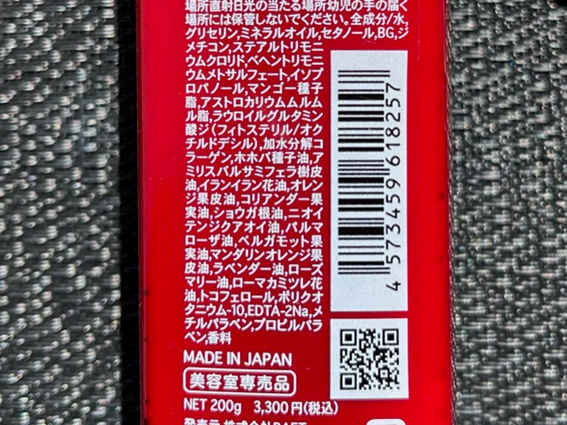 場所直射日光の当たる場所幼児の手の届く
場所には保管しないでください。全成分/水,
グリセリン,ミネラルオイル,セタノール,BG,ジ
メチコン,ステアルトリモニ
ウムクロリド,ベヘントリモニ
ウムメトサルフェート,イソプ
ロパノール,マンゴー種子
脂,アストロカリウムムルム
ル脂,ラウロイルグルタミン
酸ジ(フィトステリル/オク
チルドデシル),加水分解コ
ラーゲン,ホホバ種子油,ア
ミリスバルサミフェラ樹皮
油,イランイラン花油,オレン
ジ果皮油,コリアンダー果
実油,ショウガ根油,ニオイ
テンジクアオイ油,パルマ
ローザ油,ベルガモット果
実油,マンダリンオレンジ果
皮油,ラベンダー油,ローズ
マリー油,ローマカミツレ花
油,トコフェロール,ポリクオ
タニウム-10,EDTA-2Na,メ
チルパラベン,プロピルパラ
ベン,香料
MADE IN JAPAN
美容室専売品
NET 200g 3,300円(税込)
4 573459 618257